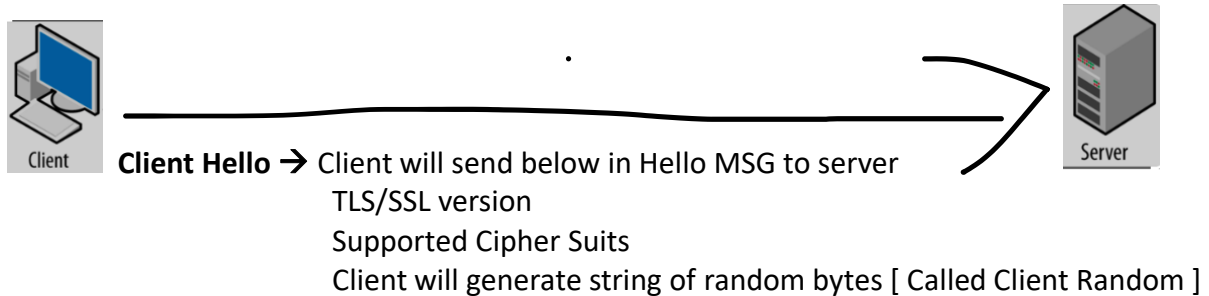 Client
Server
Client Hello → Client will send below in Hello MSG to server
TLS/SSL version
Supported Cipher Suits
Client will generate string of random bytes [ Called Client Random ]